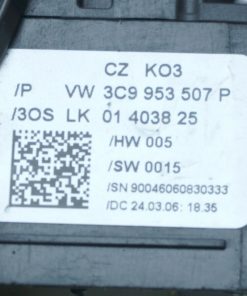 CZ KO3
/P VW 3C9 953 507 P
/3OS LK 01 4038 25
/HW 005
/SW 0015
/SN 90046060830333
/DC 24.03.06: 18.35